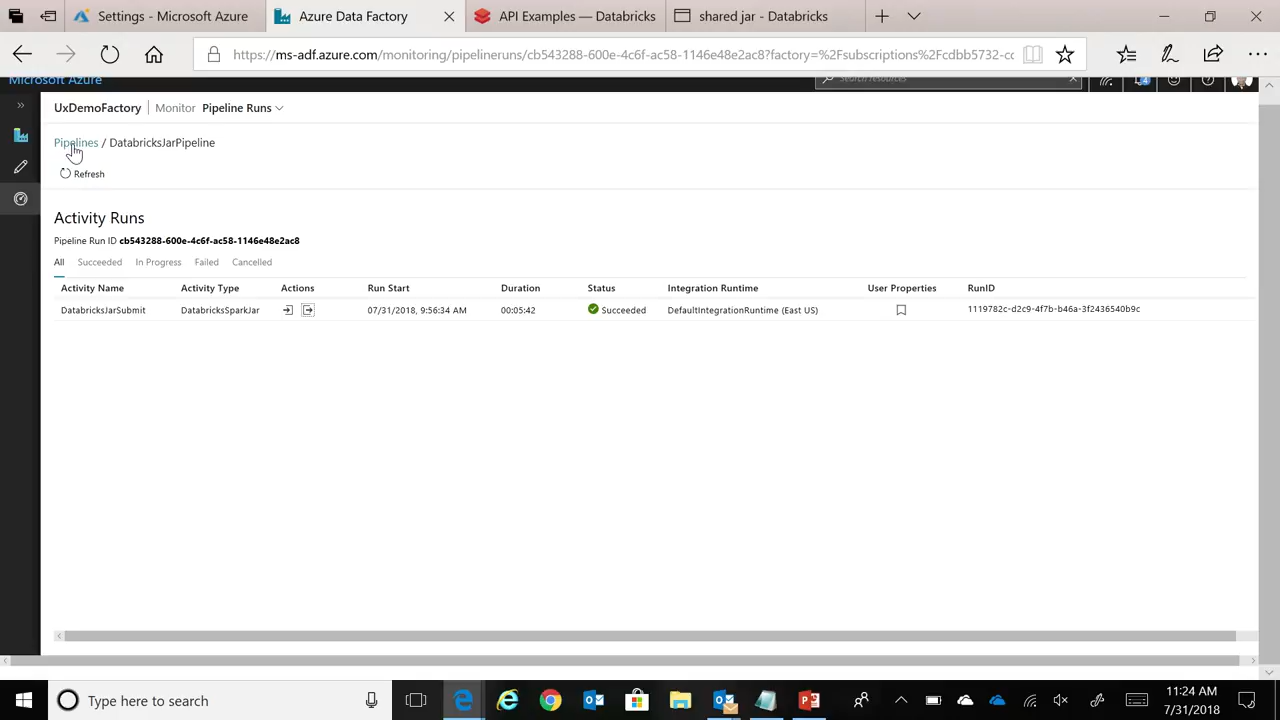 Settings - Microsoft Azure
Azure Data Factory
API Examples — Databricks
shared jar - Databricks
https://ms-adf.azure.com/monitoring/pipelineruns/cb543288-600e-4c6f-ac58-1146e48e2ac8?factory=%2Fsubscriptions%2Fcdbb5732-cc
Microsoft Azure
Search resources
UxDemoFactory Monitor Pipeline Runs
Pipelines / DatabricksJarPipeline
Refresh
Activity Runs
Pipeline Run ID cb543288-600e-4c6f-ac58-1146e48e2ac8
All Succeeded In Progress Failed Cancelled
Activity Name Activity Type Actions Run Start Duration Status Integration Runtime User Properties RunID
DatabricksJarSubmit DatabricksSparkJar 07/31/2018, 9:56:34 AM 00:05:42 Succeeded DefaultIntegrationRuntime (East US) 1119782c-d2c9-4f7b-b46a-3f2436540b9c
Type here to search
11:24 AM
7/31/2018